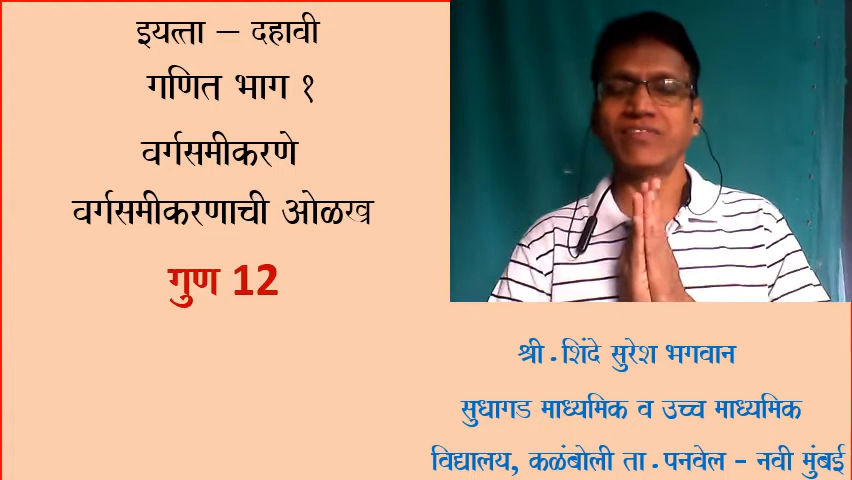 इयत्ता – दहावी
गणित भाग १
वर्गसमीकरणे
वर्गसमीकरणाची ओळख
गुण 12
श्री.शिंदे सुरेश भगवान
सुधागड माध्यमिक व उच्च माध्यमिक
विद्यालय, कळंबोली ता.पनवेल - नवी मुंबई